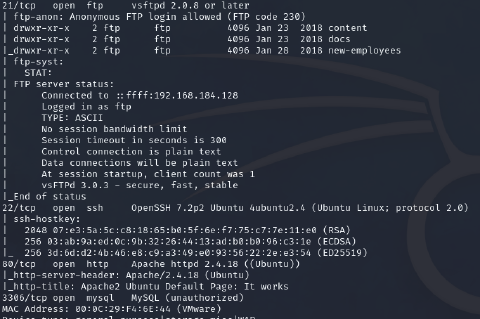 21/tcp   open  ftp     vsftpd 2.0.8 or later
| ftp-anon: Anonymous FTP login allowed (FTP code 230)
| drwxr-xr-x    2 ftp      ftp          4096 Jan 23  2018 content
| drwxr-xr-x    2 ftp      ftp          4096 Jan 23  2018 docs
|_drwxr-xr-x    2 ftp      ftp          4096 Jan 28  2018 new-employees
| ftp-syst:
|   STAT:
| FTP server status:
|      Connected to ::ffff:192.168.184.128
|      Logged in as ftp
|      TYPE: ASCII
|      No session bandwidth limit
|      Session timeout in seconds is 300
|      Control connection is plain text
|      Data connections will be plain text
|      At session startup, client count was 1
|      vsFTPd 3.0.3 - secure, fast, stable
|_End of status
22/tcp   open  ssh     OpenSSH 7.2p2 Ubuntu 4ubuntu2.4 (Ubuntu Linux; protocol 2.0)
| ssh-hostkey:
|   2048 07:e3:5a:5c:c8:18:65:b0:5f:6e:f7:75:c7:7e:11:e0 (RSA)
|   256 03:ab:9a:ed:0c:9b:32:26:44:13:ad:b0:b0:96:c3:1e (ECDSA)
|_  256 3d:6d:d2:4b:46:e8:c9:a3:49:e0:93:56:22:2e:e3:54 (ED25519)
80/tcp   open  http    Apache httpd 2.4.18 ((Ubuntu))
|_http-server-header: Apache/2.4.18 (Ubuntu)
|_http-title: Apache2 Ubuntu Default Page: It works
3306/tcp open  mysql   MySQL (unauthorized)
MAC Address: 00:0C:29:F4:6E:44 (VMware)